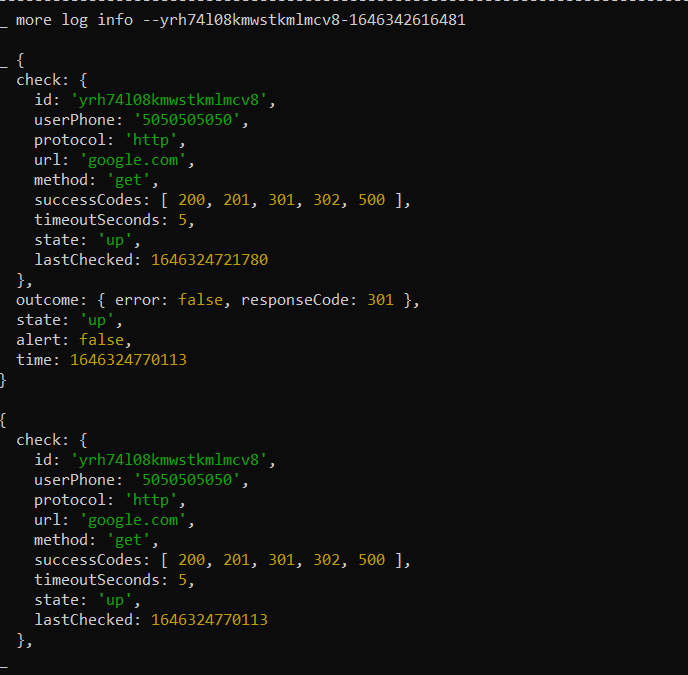 _ more log info --yrh74l08kmwstkmlmcv8-1646342616481
_ {
check: {
id: 'yrh74l08kmwstkmlmcv8',
userPhone: '5050505050',
protocol: 'http',
url: 'google.com',
method: 'get',
successCodes: [ 200, 201, 301, 302, 500 ],
timeoutSeconds: 5,
state: 'up',
lastChecked: 1646324721780
},
outcome: { error: false, responseCode: 301 },
state: 'up',
alert: false,
time: 1646324770113
}
{
check: {
id: 'yrh74l08kmwstkmlmcv8',
userPhone: '5050505050',
protocol: 'http',
url: 'google.com',
method: 'get',
successCodes: [ 200, 201, 301, 302, 500 ],
timeoutSeconds: 5,
state: 'up',
lastChecked: 1646324770113
},
_